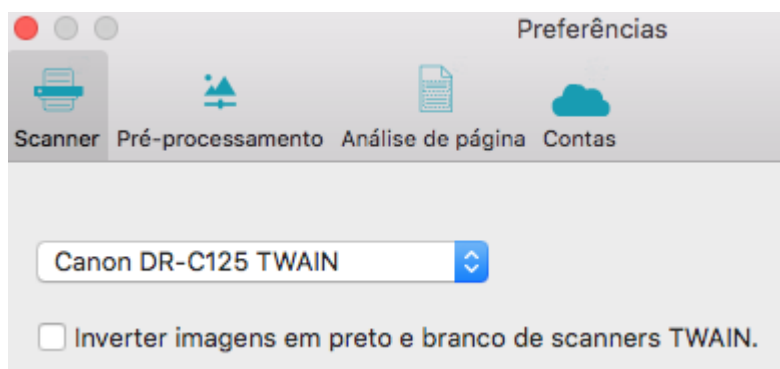 Preferências
Scanner Pré-processamento Análise de página Contas
Canon DR-C125 TWAIN
Inverter imagens em preto e branco de scanners TWAIN.